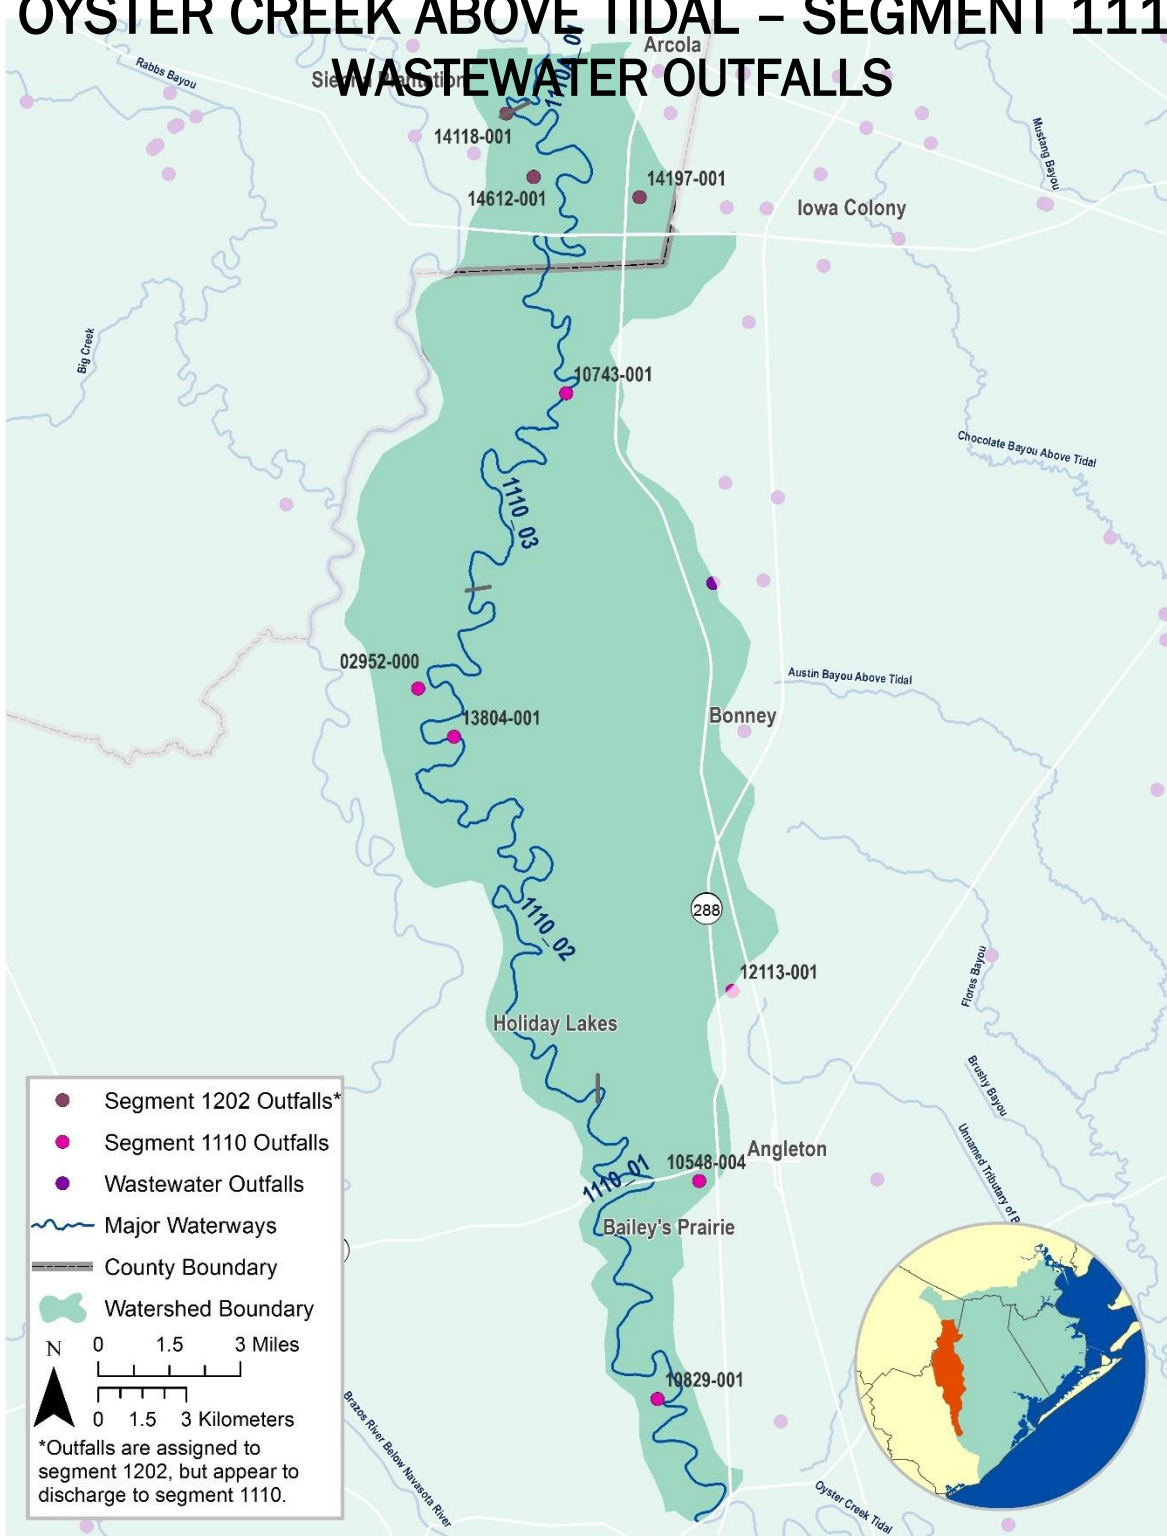 OYSTER CREEK ABOVE TIDAL – SEGMENT 111
WASTEWATER OUTFALLS
Arcola
Rabbs Bayou
Sienna Plantation
14118-001
14612-001
14197-001
Mustang Bayou
Iowa Colony
Big Creek
10743-001
Chocolate Bayou Above Tidal
1110_03
02952-000
13804-001
Austin Bayou Above Tidal
Bonney
288
1110_02
12113-001
Flores Bayou
Holiday Lakes
Brushy Bayou
Unnamed Tributary of B
Angleton
10548-004
1110_01
Bailey's Prairie
10829-001
Brazos River Below Navasota River
Oyster Creek Tidal
Segment 1202 Outfalls*
Segment 1110 Outfalls
Wastewater Outfalls
Major Waterways
County Boundary
Watershed Boundary
N
0 1.5 3 Miles
0 1.5 3 Kilometers
*Outfalls are assigned to
segment 1202, but appear to
discharge to segment 1110.